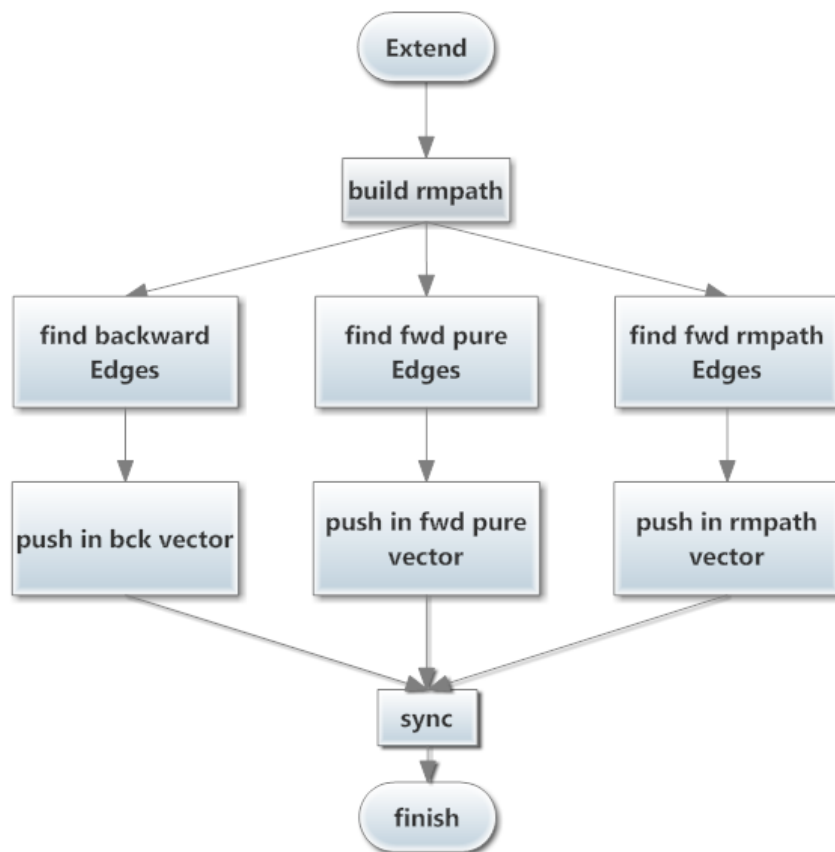 Extend
build rmpath
find backward
Edges
find fwd pure
Edges
find fwd rmpath
Edges
push in bck vector
push in fwd pure
vector
push in rmpath
vector
sync
finish